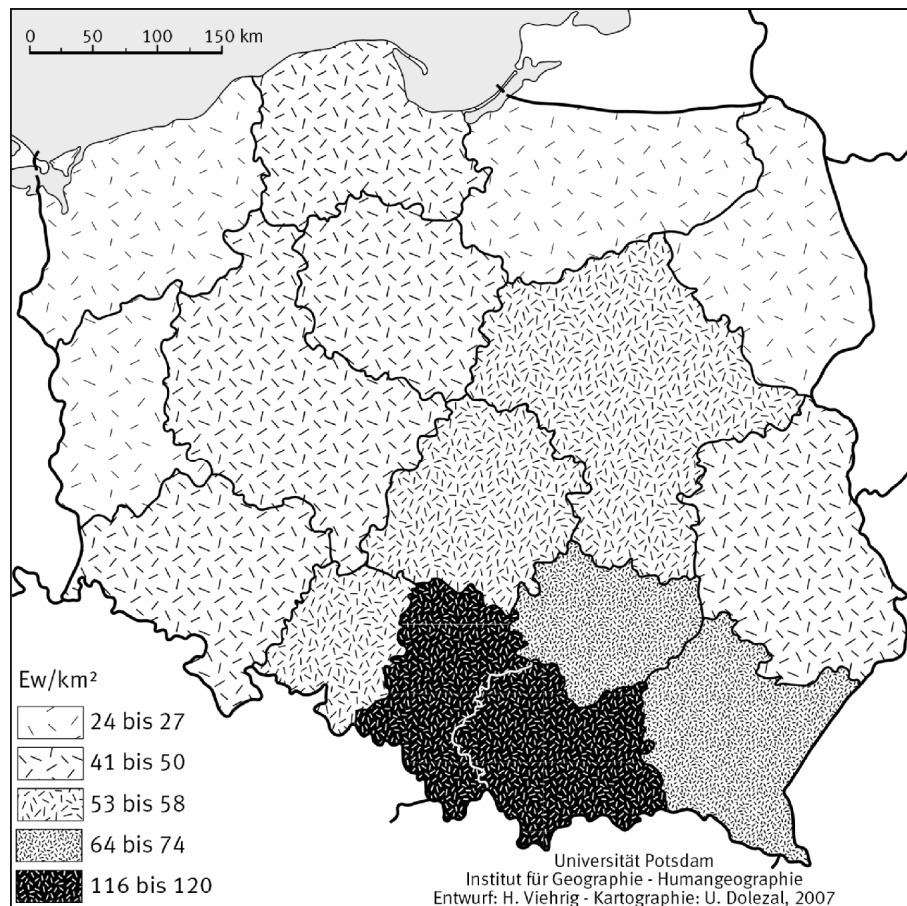 0 50 100 150 km
Ew/km²
24 bis 27
41 bis 50
53 bis 58
64 bis 74
116 bis 120
Universität Potsdam
Institut für Geographie - Humangeographie
Entwurf: H. Viehrig - Kartographie: U. Dolezal, 2007